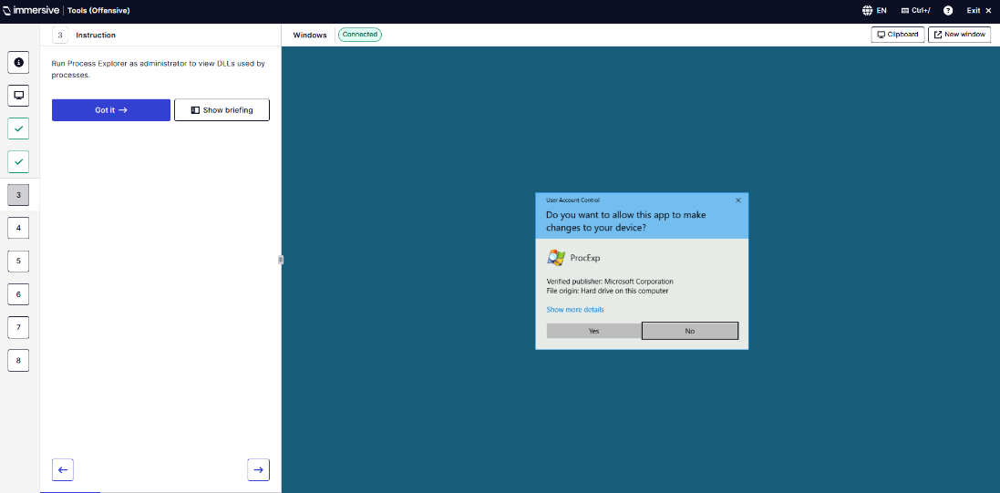 immersive Tools (Offensive) EN Ctrl+/ ? Exit ×
3 Instruction
Windows Connected Clipboard New window
Run Process Explorer as administrator to view DLLs used by
processes.
Got it → Show briefing
3
4
5
6
7
8
User Account Control
Do you want to allow this app to make
changes to your device?
ProcExp
Verified publisher: Microsoft Corporation
File origin: Hard drive on this computer
Show more details
Yes No